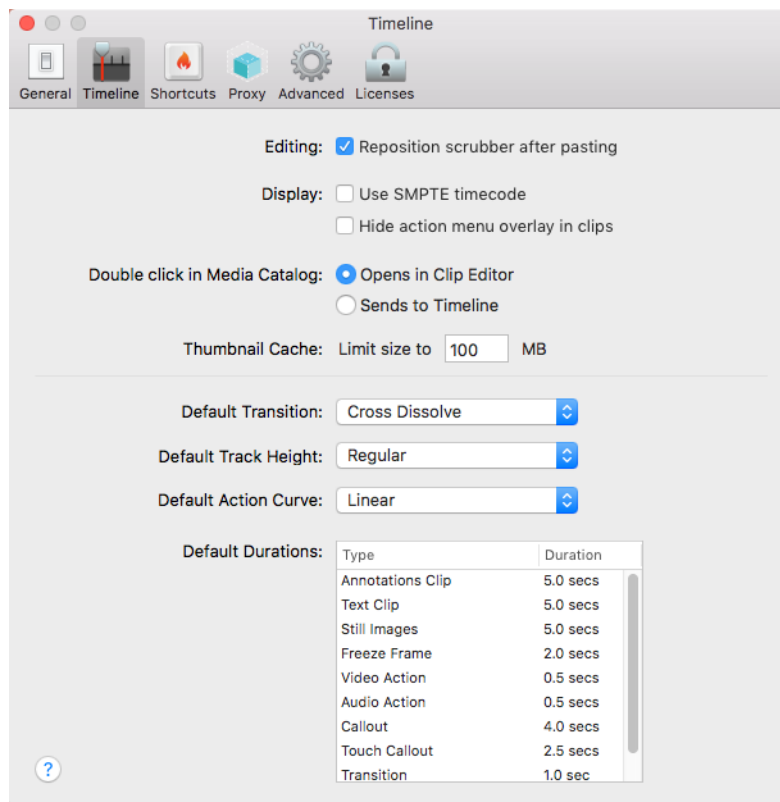 Timeline
General Timeline Shortcuts Proxy Advanced Licenses
Editing: Reposition scrubber after pasting
Display: Use SMPTE timecode
Hide action menu overlay in clips
Double click in Media Catalog: Opens in Clip Editor
Sends to Timeline
Thumbnail Cache: Limit size to 100 MB
Default Transition: Cross Dissolve
Default Track Height: Regular
Default Action Curve: Linear
Default Durations: Type Duration
Annotations Clip 5.0 secs
Text Clip 5.0 secs
Still Images 5.0 secs
Freeze Frame 2.0 secs
Video Action 0.5 secs
Audio Action 0.5 secs
Callout 4.0 secs
Touch Callout 2.5 secs
Transition 1.0 sec
?